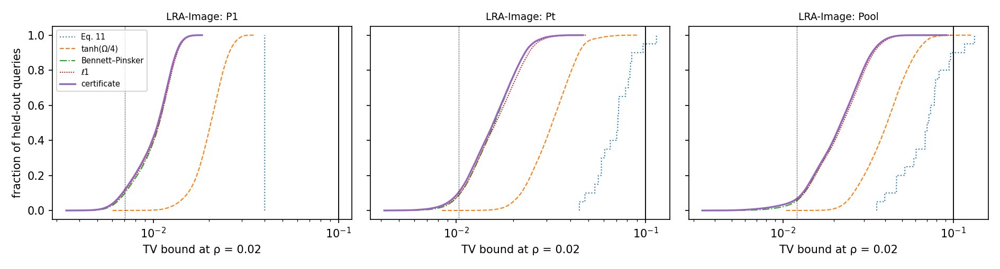 LRA-Image: P1
LRA-Image: Pt
LRA-Image: Pool
fraction of held-out queries
1.0
0.8
0.6
0.4
0.2
0.0
Eq. 11
tanh(Ω/4)
Bennett–Pinsker
ℓ1
certificate
10⁻²
10⁻¹
10⁻²
10⁻¹
10⁻²
10⁻¹
TV bound at ρ = 0.02
TV bound at ρ = 0.02
TV bound at ρ = 0.02